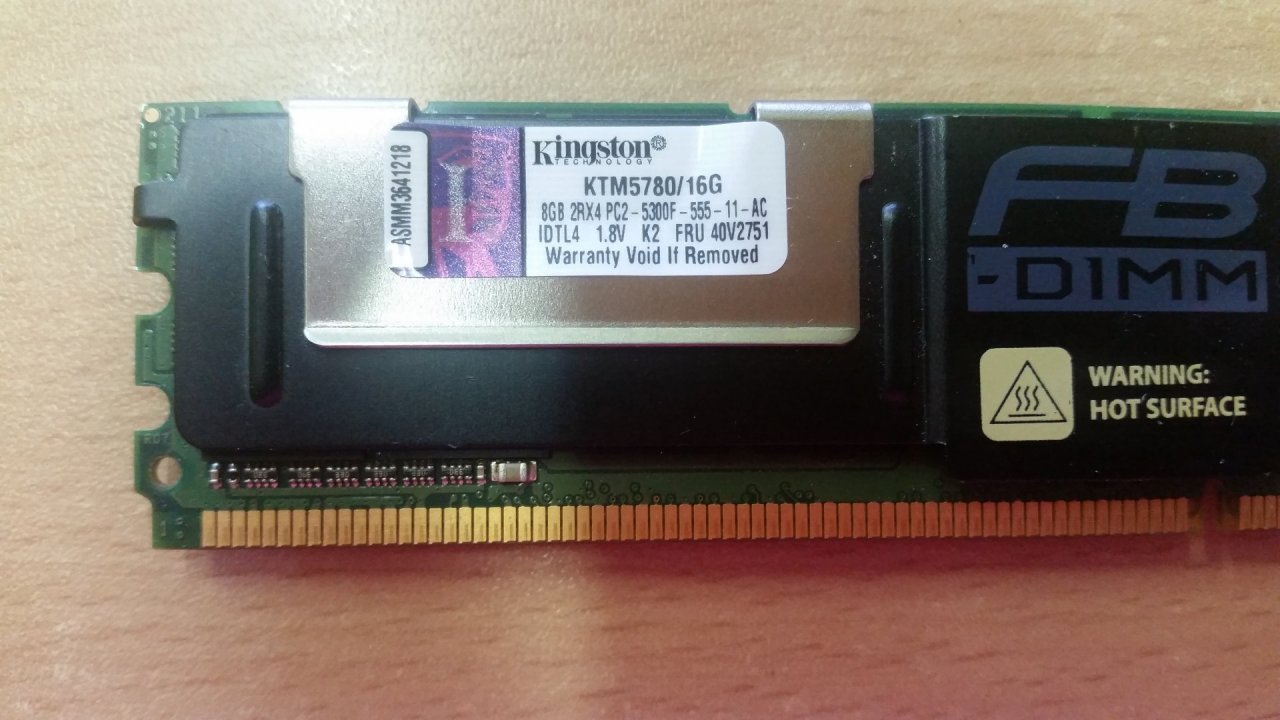 211
ASMM3641218
Kingston®
TECHNOLOGY
KTM5780/16G
8GB 2RX4 PC2-5300F-555-11-AC
IDTL4 1.8V K2 FRU 40V2751
Warranty Void If Removed
FB
-DIMM
WARNING:
HOT SURFACE